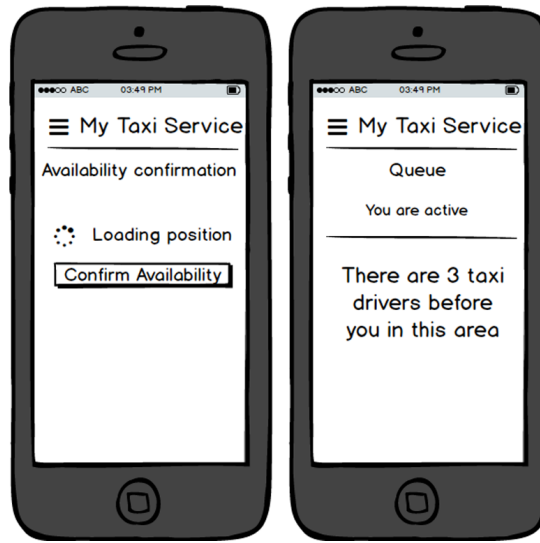 ABC 03:49 PM
My Taxi Service
Availability confirmation
Loading position
Confirm Availability
ABC 03:49 PM
My Taxi Service
Queue
You are active
There are 3 taxi
drivers before
you in this area